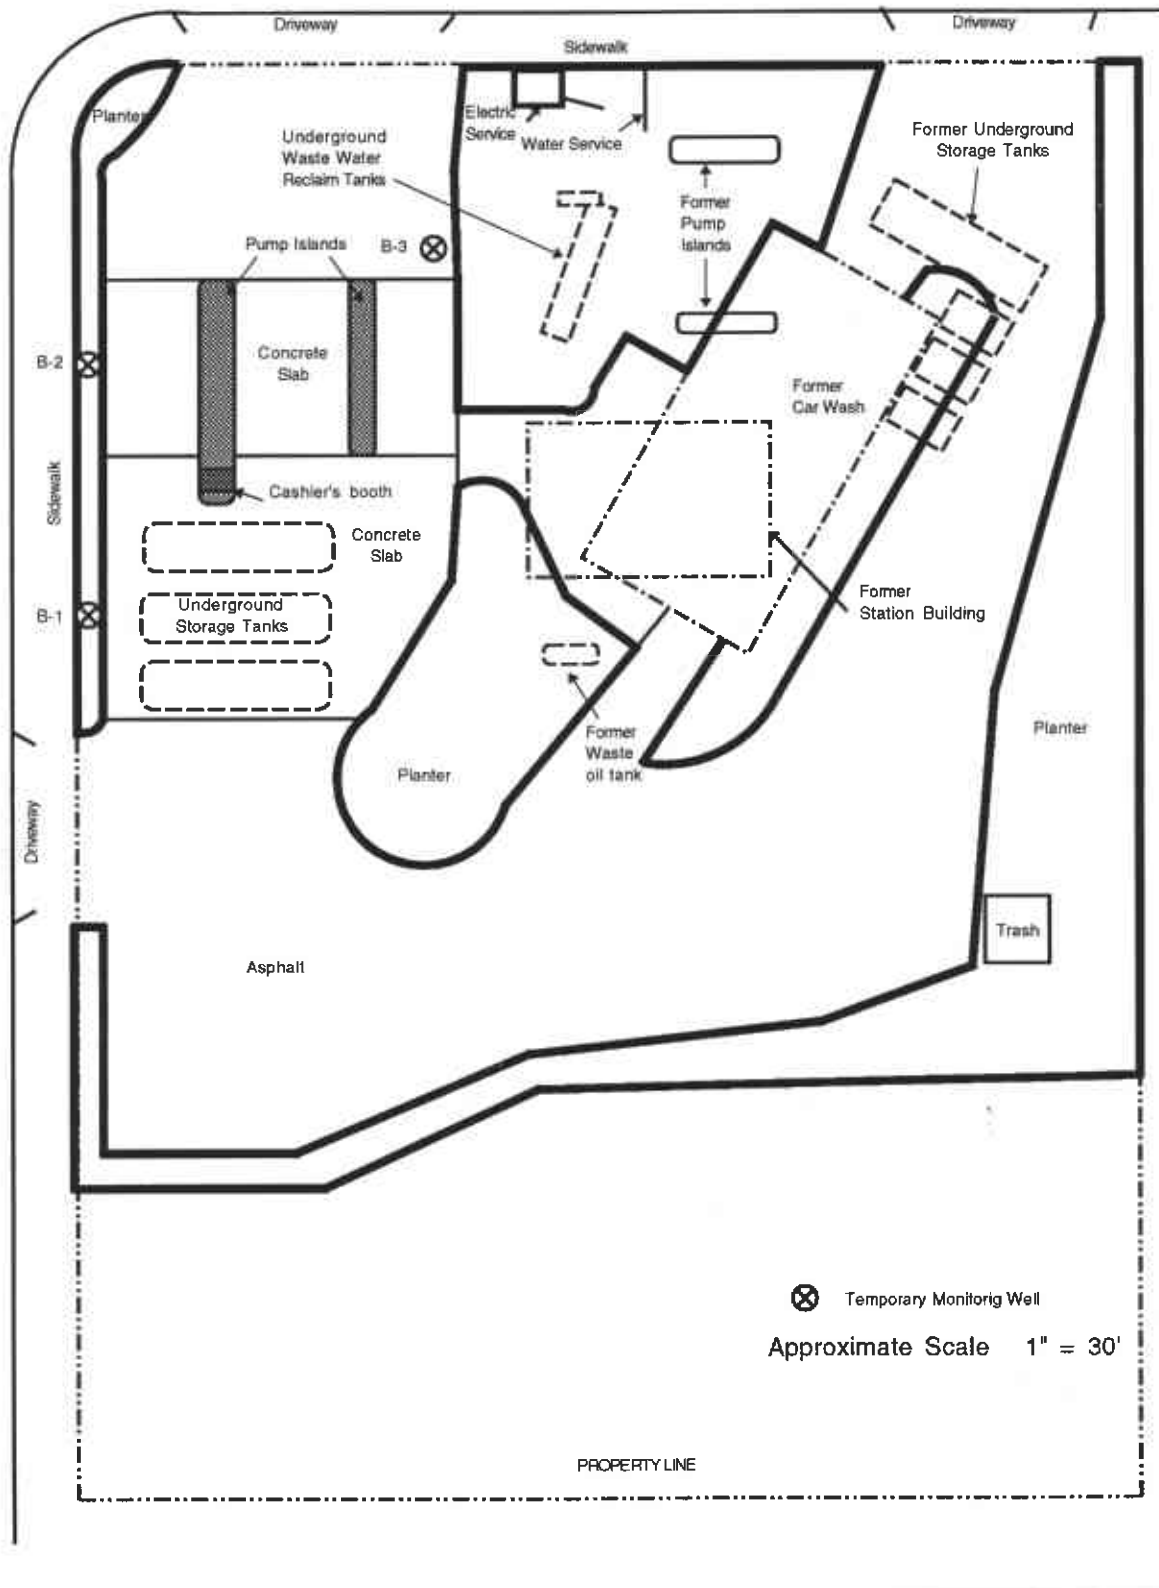 Driveway
Driveway
Sidewalk
Planter
Electric
Service
Water Service
Underground
Waste Water
Reclaim Tanks
Former Underground
Storage Tanks
Former
Pump
Islands
Pump Islands
B-3
B-2
Concrete
Slab
Former
Car Wash
Sidewalk
Cashier's booth
Concrete
Slab
B-1
Underground
Storage Tanks
Former
Station Building
Former
Waste
oil tank
Planter
Planter
Driveway
Trash
Asphalt
Temporary Monitorig Well
Approximate Scale 1" = 30'
PROPERTY LINE